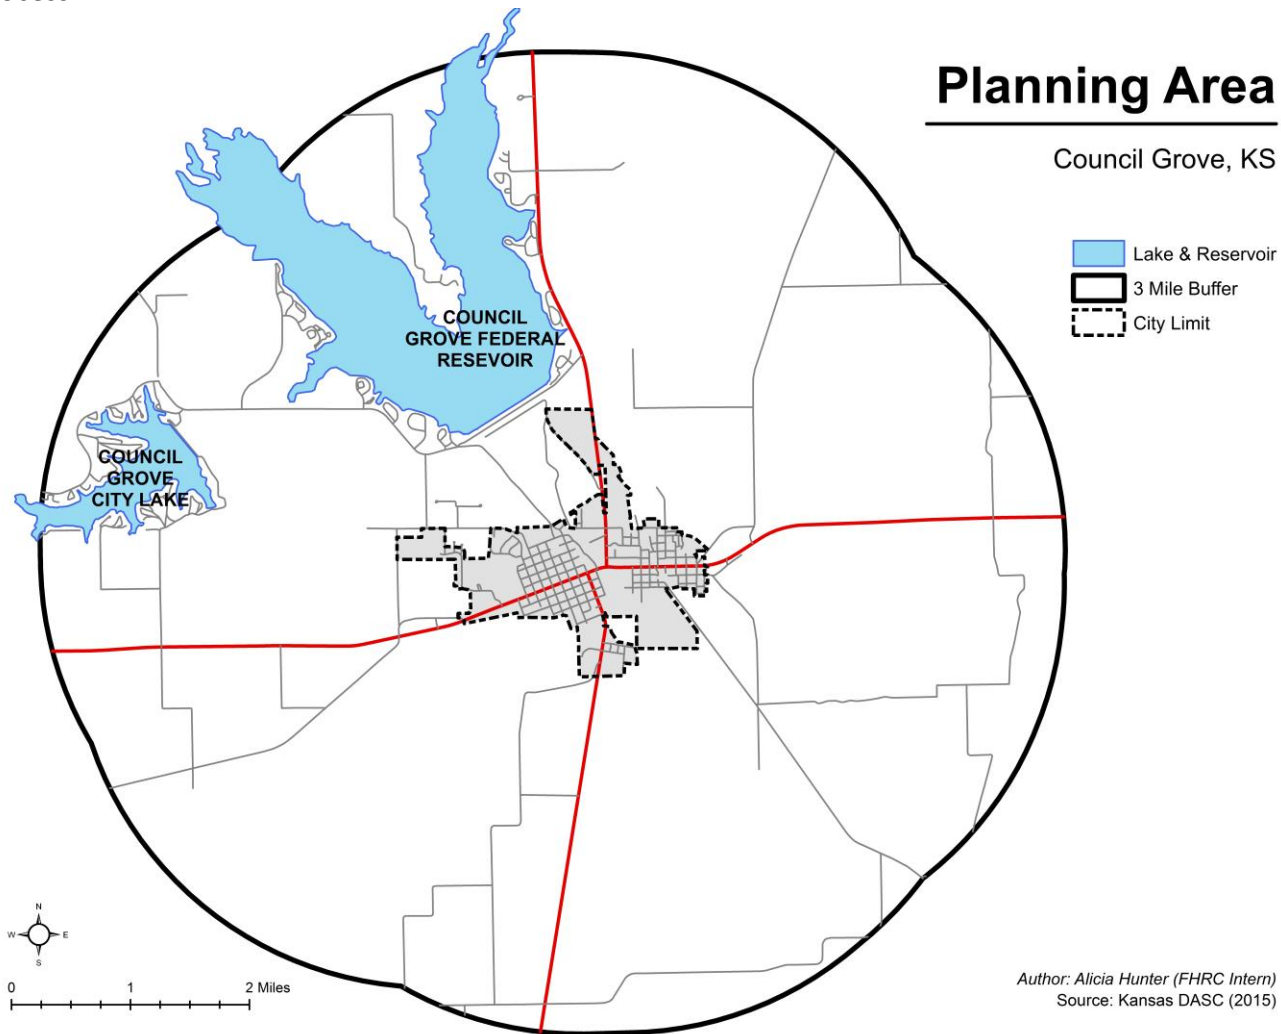 Planning Area
Council Grove, KS
Lake & Reservoir
3 Mile Buffer
City Limit
COUNCIL
GROVE FEDERAL
RESEVOIR
COUNCIL
GROVE
CITY LAKE
N
W E
S
0 1 2 Miles
Author: Alicia Hunter (FHRC Intern)
Source: Kansas DASC (2015)